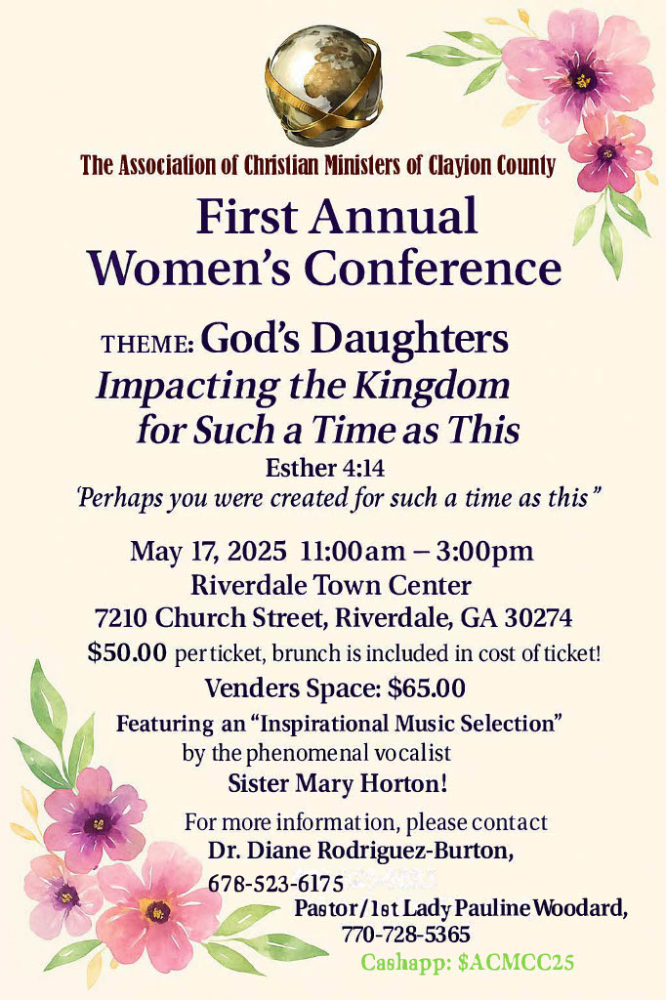 The Association of Christian Ministers of Clayion County
First Annual
Women's Conference
THEME: God's Daughters
Impacting the Kingdom
for Such a Time as This
Esther 4:14
'Perhaps you were created for such a time as this"
May 17, 2025 11:00am – 3:00pm
Riverdale Town Center
7210 Church Street, Riverdale, GA 30274
$50.00 per ticket, brunch is included in cost of ticket!
Venders Space: $65.00
Featuring an "Inspirational Music Selection"
by the phenomenal vocalist
Sister Mary Horton!
For more information, please contact
Dr. Diane Rodriguez-Burton,
678-523-6175
Pastor/1st Lady Pauline Woodard,
770-728-5365
Cashapp: $ACMCC25